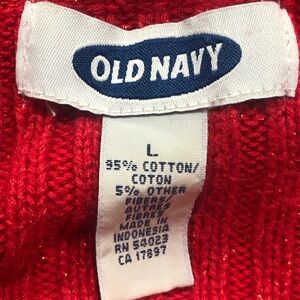 OLD NAVY
L
95% COTTON/
COTON
5% OTHER
FIBERS/
AUTRES
FIBRES
MADE IN
INDONESIA
RN 54023
CA 17897